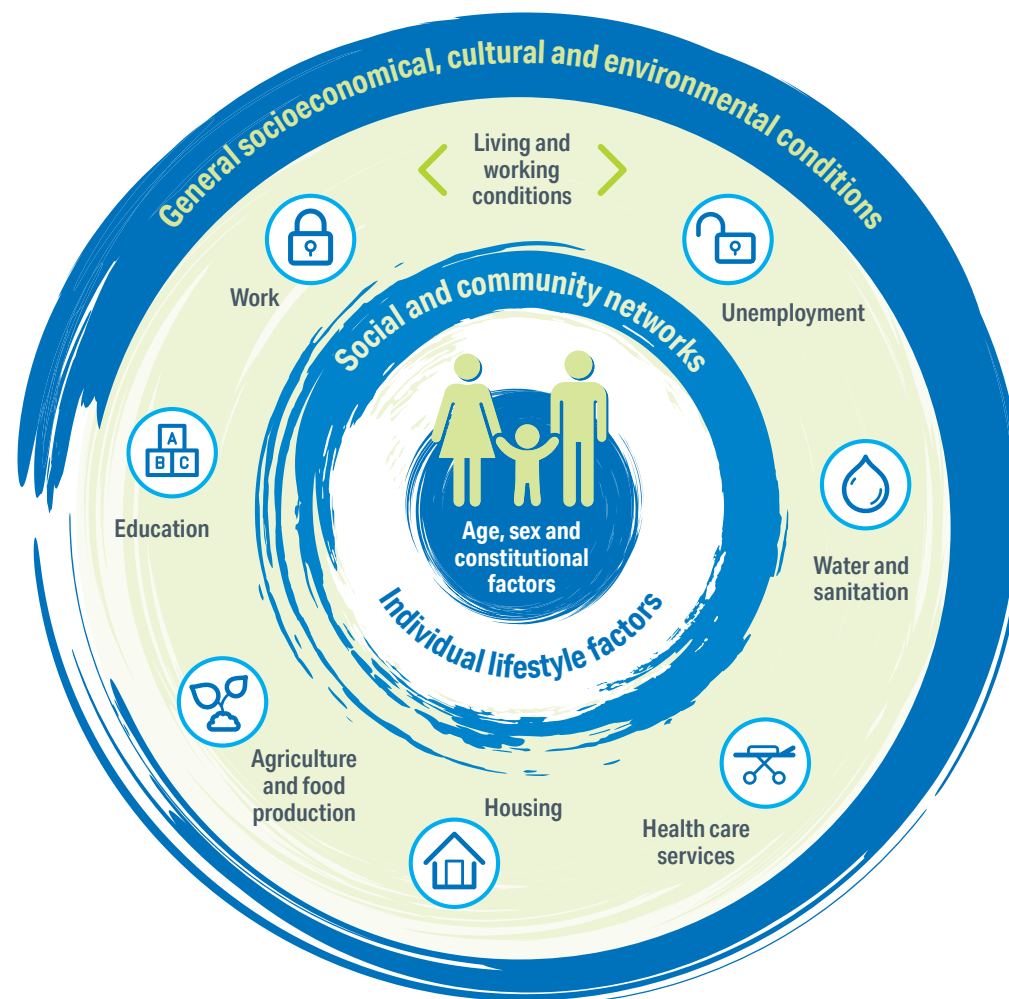 General socioeconomical, cultural and environmental conditions
Living and
working
conditions
Work
Unemployment
Social and community networks
A
B C
Education
Age, sex and
constitutional
factors
Water and
sanitation
Individual lifestyle factors
Agriculture
and food
production
Housing
Health care
services